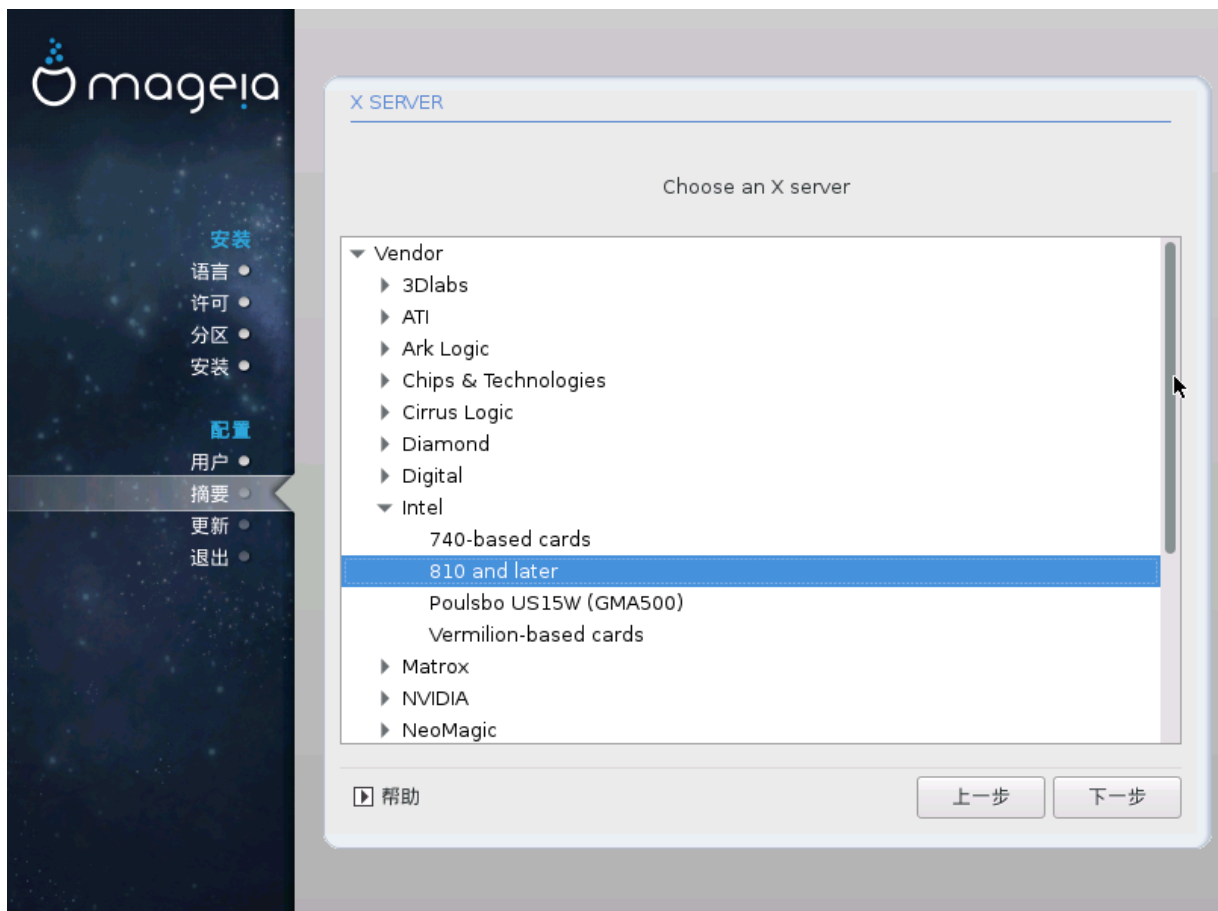 mageia
安装
语言
许可
分区
安装
配置
用户
摘要
更新
退出
X SERVER
Choose an X server
Vendor
3Dlabs
ATI
Ark Logic
Chips & Technologies
Cirrus Logic
Diamond
Digital
Intel
740-based cards
810 and later
Poulsbo US15W (GMA500)
Vermilion-based cards
Matrox
NVIDIA
NeoMagic
帮助
上一步
下一步